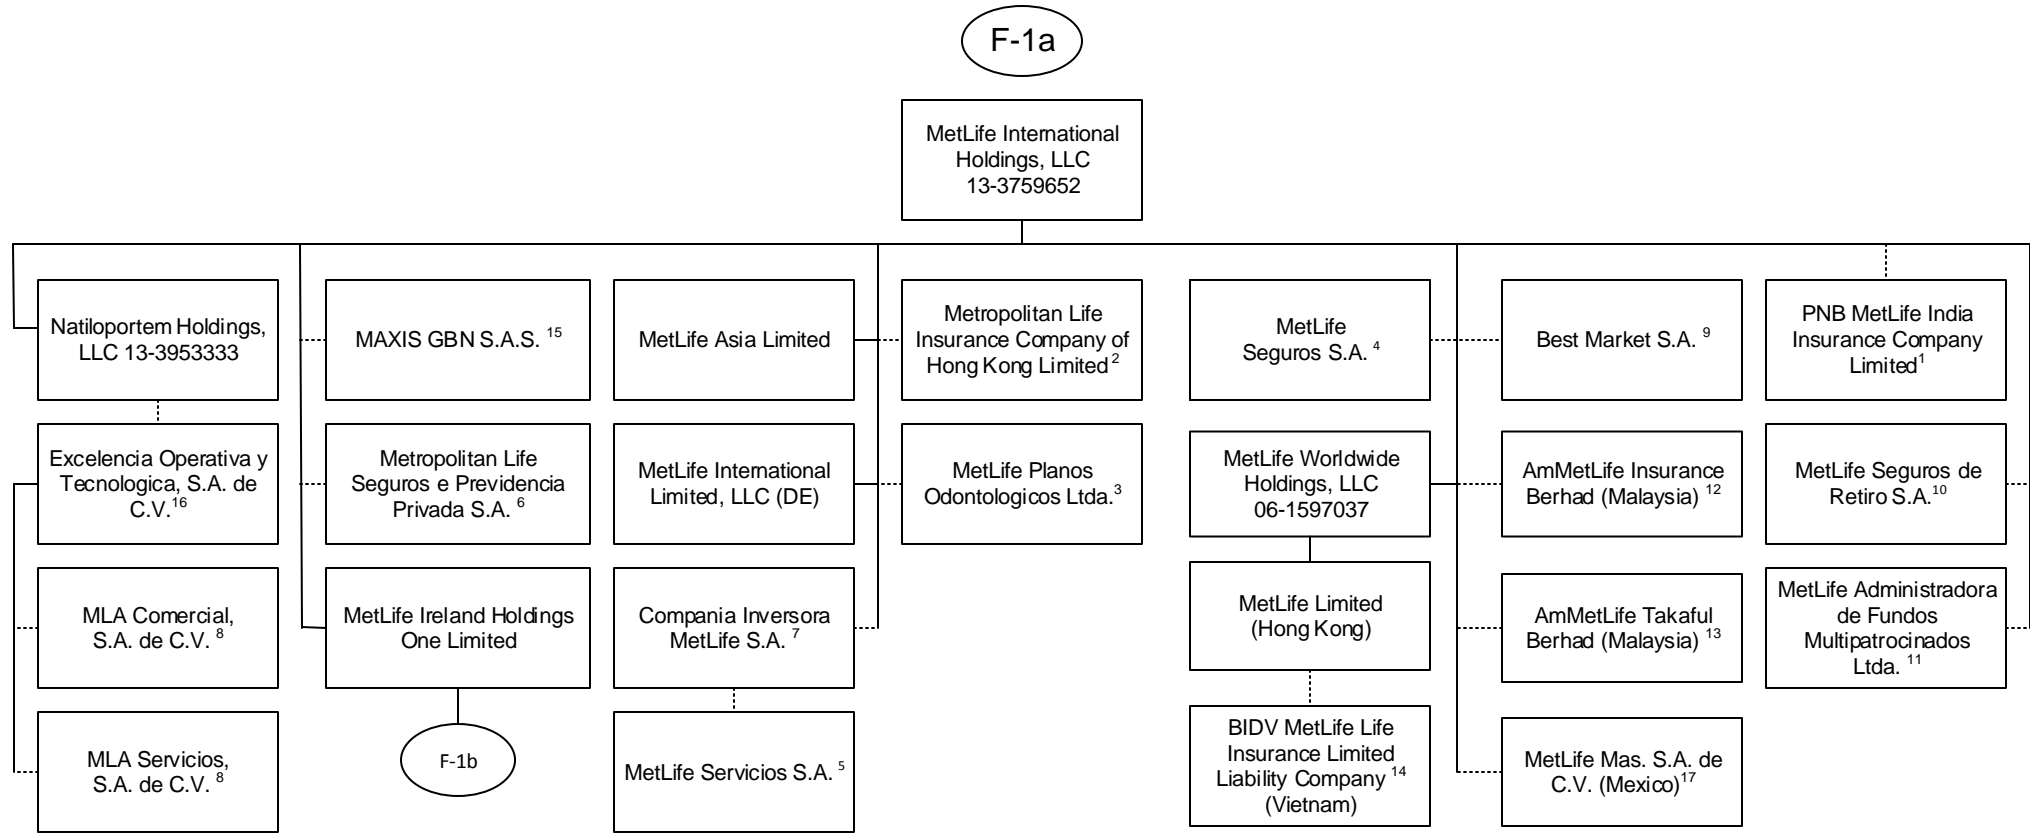 F-1a
MetLife International
Holdings, LLC
13-3759652
Natiloportem Holdings,
LLC 13-3953333
Excelencia Operativa y
Tecnologica, S.A. de
C.V.16
MLA Comercial,
S.A. de C.V. 8
MLA Servicios,
S.A. de C.V. 8
MAXIS GBN S.A.S. 15
Metropolitan Life
Seguros e Previdencia
Privada S.A. 6
MetLife Ireland Holdings
One Limited
F-1b
MetLife Asia Limited
MetLife International
Limited, LLC (DE)
Compania Inversora
MetLife S.A. 7
MetLife Servicios S.A. 5
Metropolitan Life
Insurance Company of
Hong Kong Limited 2
MetLife Planos
Odontologicos Ltda.3
MetLife
Seguros S.A. 4
MetLife Worldwide
Holdings, LLC
06-1597037
MetLife Limited
(Hong Kong)
BIDV MetLife Life
Insurance Limited
Liability Company 14
(Vietnam)
Best Market S.A. 9
AmMetLife Insurance
Berhad (Malaysia) 12
AmMetLife Takaful
Berhad (Malaysia) 13
MetLife Mas. S.A. de
C.V. (Mexico)17
PNB MetLife India
Insurance Company
Limited1
MetLife Seguros de
Retiro S.A.10
MetLife Administradora
de Fundos
Multipatrocinados
Ltda. 11